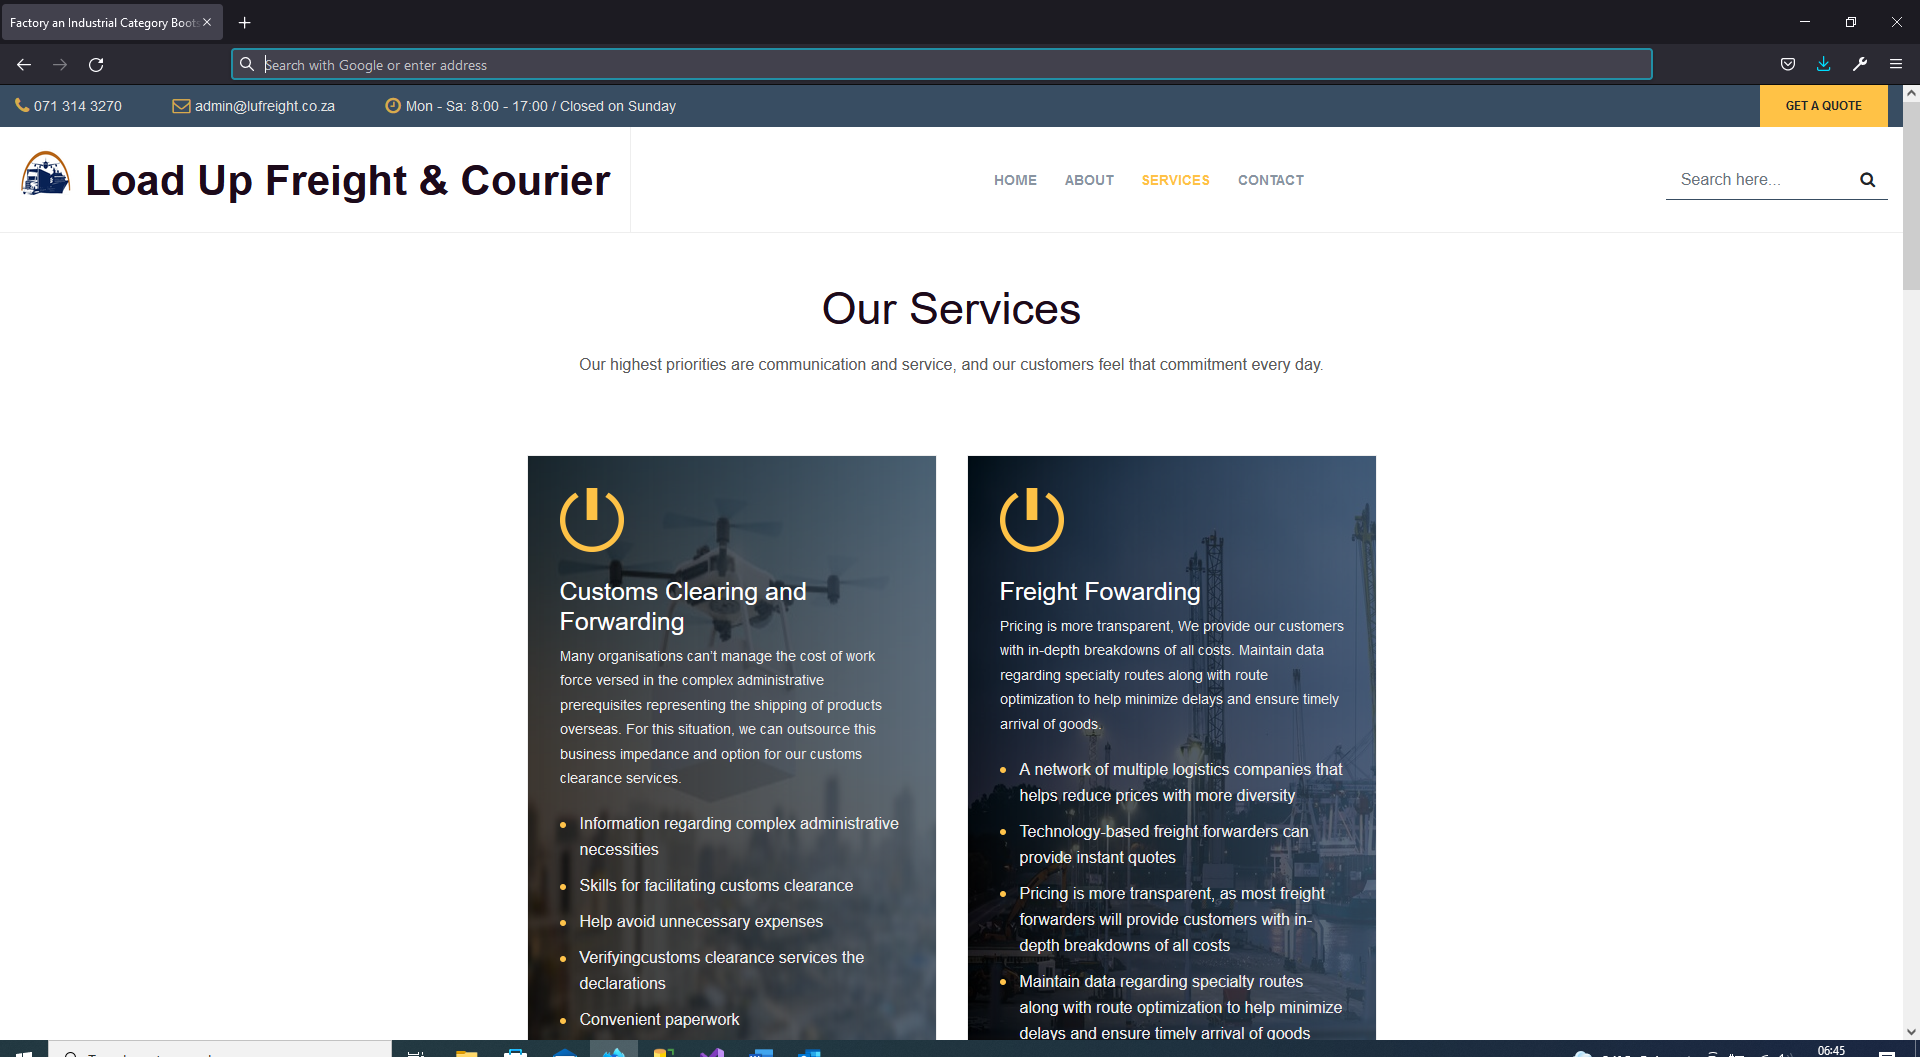 Factory an Industrial Category Boots
Search with Google or enter address
071 314 3270
admin@lufreight.co.za
Mon - Sa: 8:00 - 17:00 / Closed on Sunday
GET A QUOTE
Load Up Freight & Courier
HOME ABOUT SERVICES CONTACT
Search here...
Our Services
Our highest priorities are communication and service, and our customers feel that commitment every day.
Customs Clearing and
Forwarding
Many organisations can't manage the cost of work
force versed in the complex administrative
prerequisites representing the shipping of products
overseas. For this situation, we can outsource this
business impedance and option for our customs
clearance services.
Information regarding complex administrative
necessities
Skills for facilitating customs clearance
Help avoid unnecessary expenses
Verifyingcustoms clearance services the
declarations
Convenient paperwork
Freight Fowarding
Pricing is more transparent, We provide our customers
with in-depth breakdowns of all costs. Maintain data
regarding specialty routes along with route
optimization to help minimize delays and ensure timely
arrival of goods.
A network of multiple logistics companies that
helps reduce prices with more diversity
Technology-based freight forwarders can
provide instant quotes
Pricing is more transparent, as most freight
forwarders will provide customers with in-
depth breakdowns of all costs
Maintain data regarding specialty routes
along with route optimization to help minimize
delays and ensure timely arrival of goods
06:45